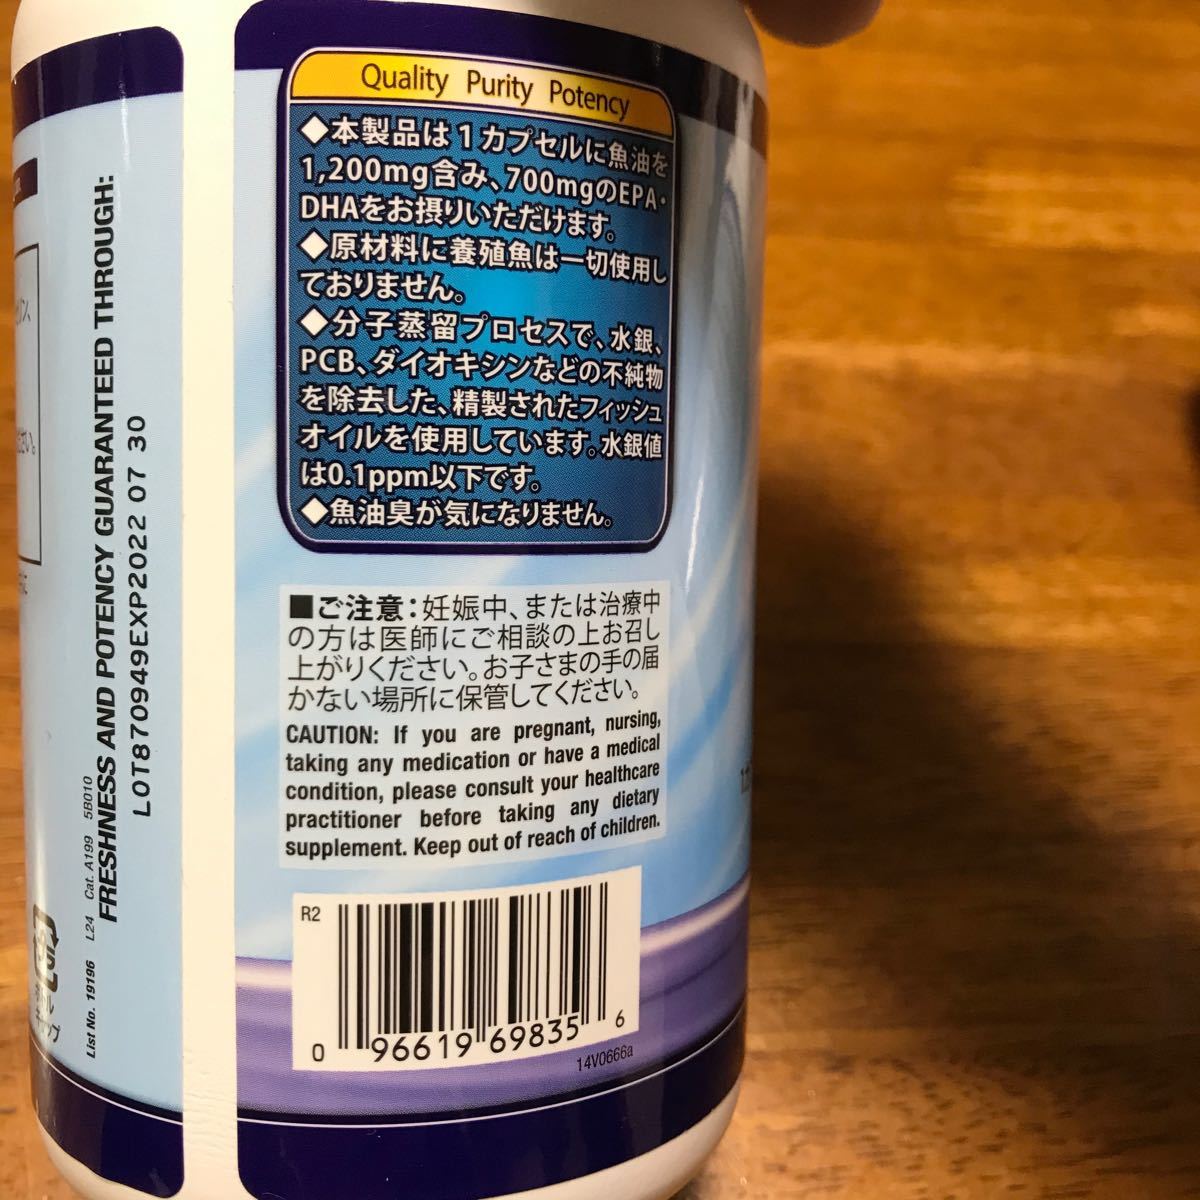 Quality Purity Potency
◆本製品は1カプセルに魚油を
1,200mg含み、700mgのEPA・
DHAをお摂りいただけます。
◆原材料に養殖魚は一切使用し
ておりません。
◆分子蒸留プロセスで、水銀、
PCB、ダイオキシンなどの不純物
を除去した、精製されたフィッシュ
オイルを使用しています。水銀値
は0.1ppm以下です。
◆魚油臭が気になりません。
■ご注意：妊娠中、または治療中
の方は医師にご相談の上お召し
上がりください。お子さまの手の届
かない場所に保管してください。
CAUTION: If you are pregnant, nursing,
taking any medication or have a medical
condition, please consult your healthcare
practitioner before taking any dietary
supplement. Keep out of reach of children.
R2
0 96619 69835 6
14V0666a
List No. 19196 L24 Cat. A199 5B010
FRESHNESS AND POTENCY GUARANTEED THROUGH:
LOT870949EXP2022 07 30
ボトル
キャップ